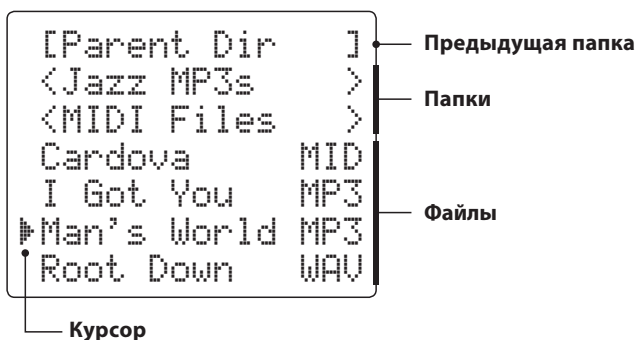 [Parent Dir ]
<Jazz MP3s >
<MIDI Files >
Cardova MID
I Got You MP3
Man's World MP3
Root Down WAV
Предыдущая папка
Папки
Файлы
Курсор